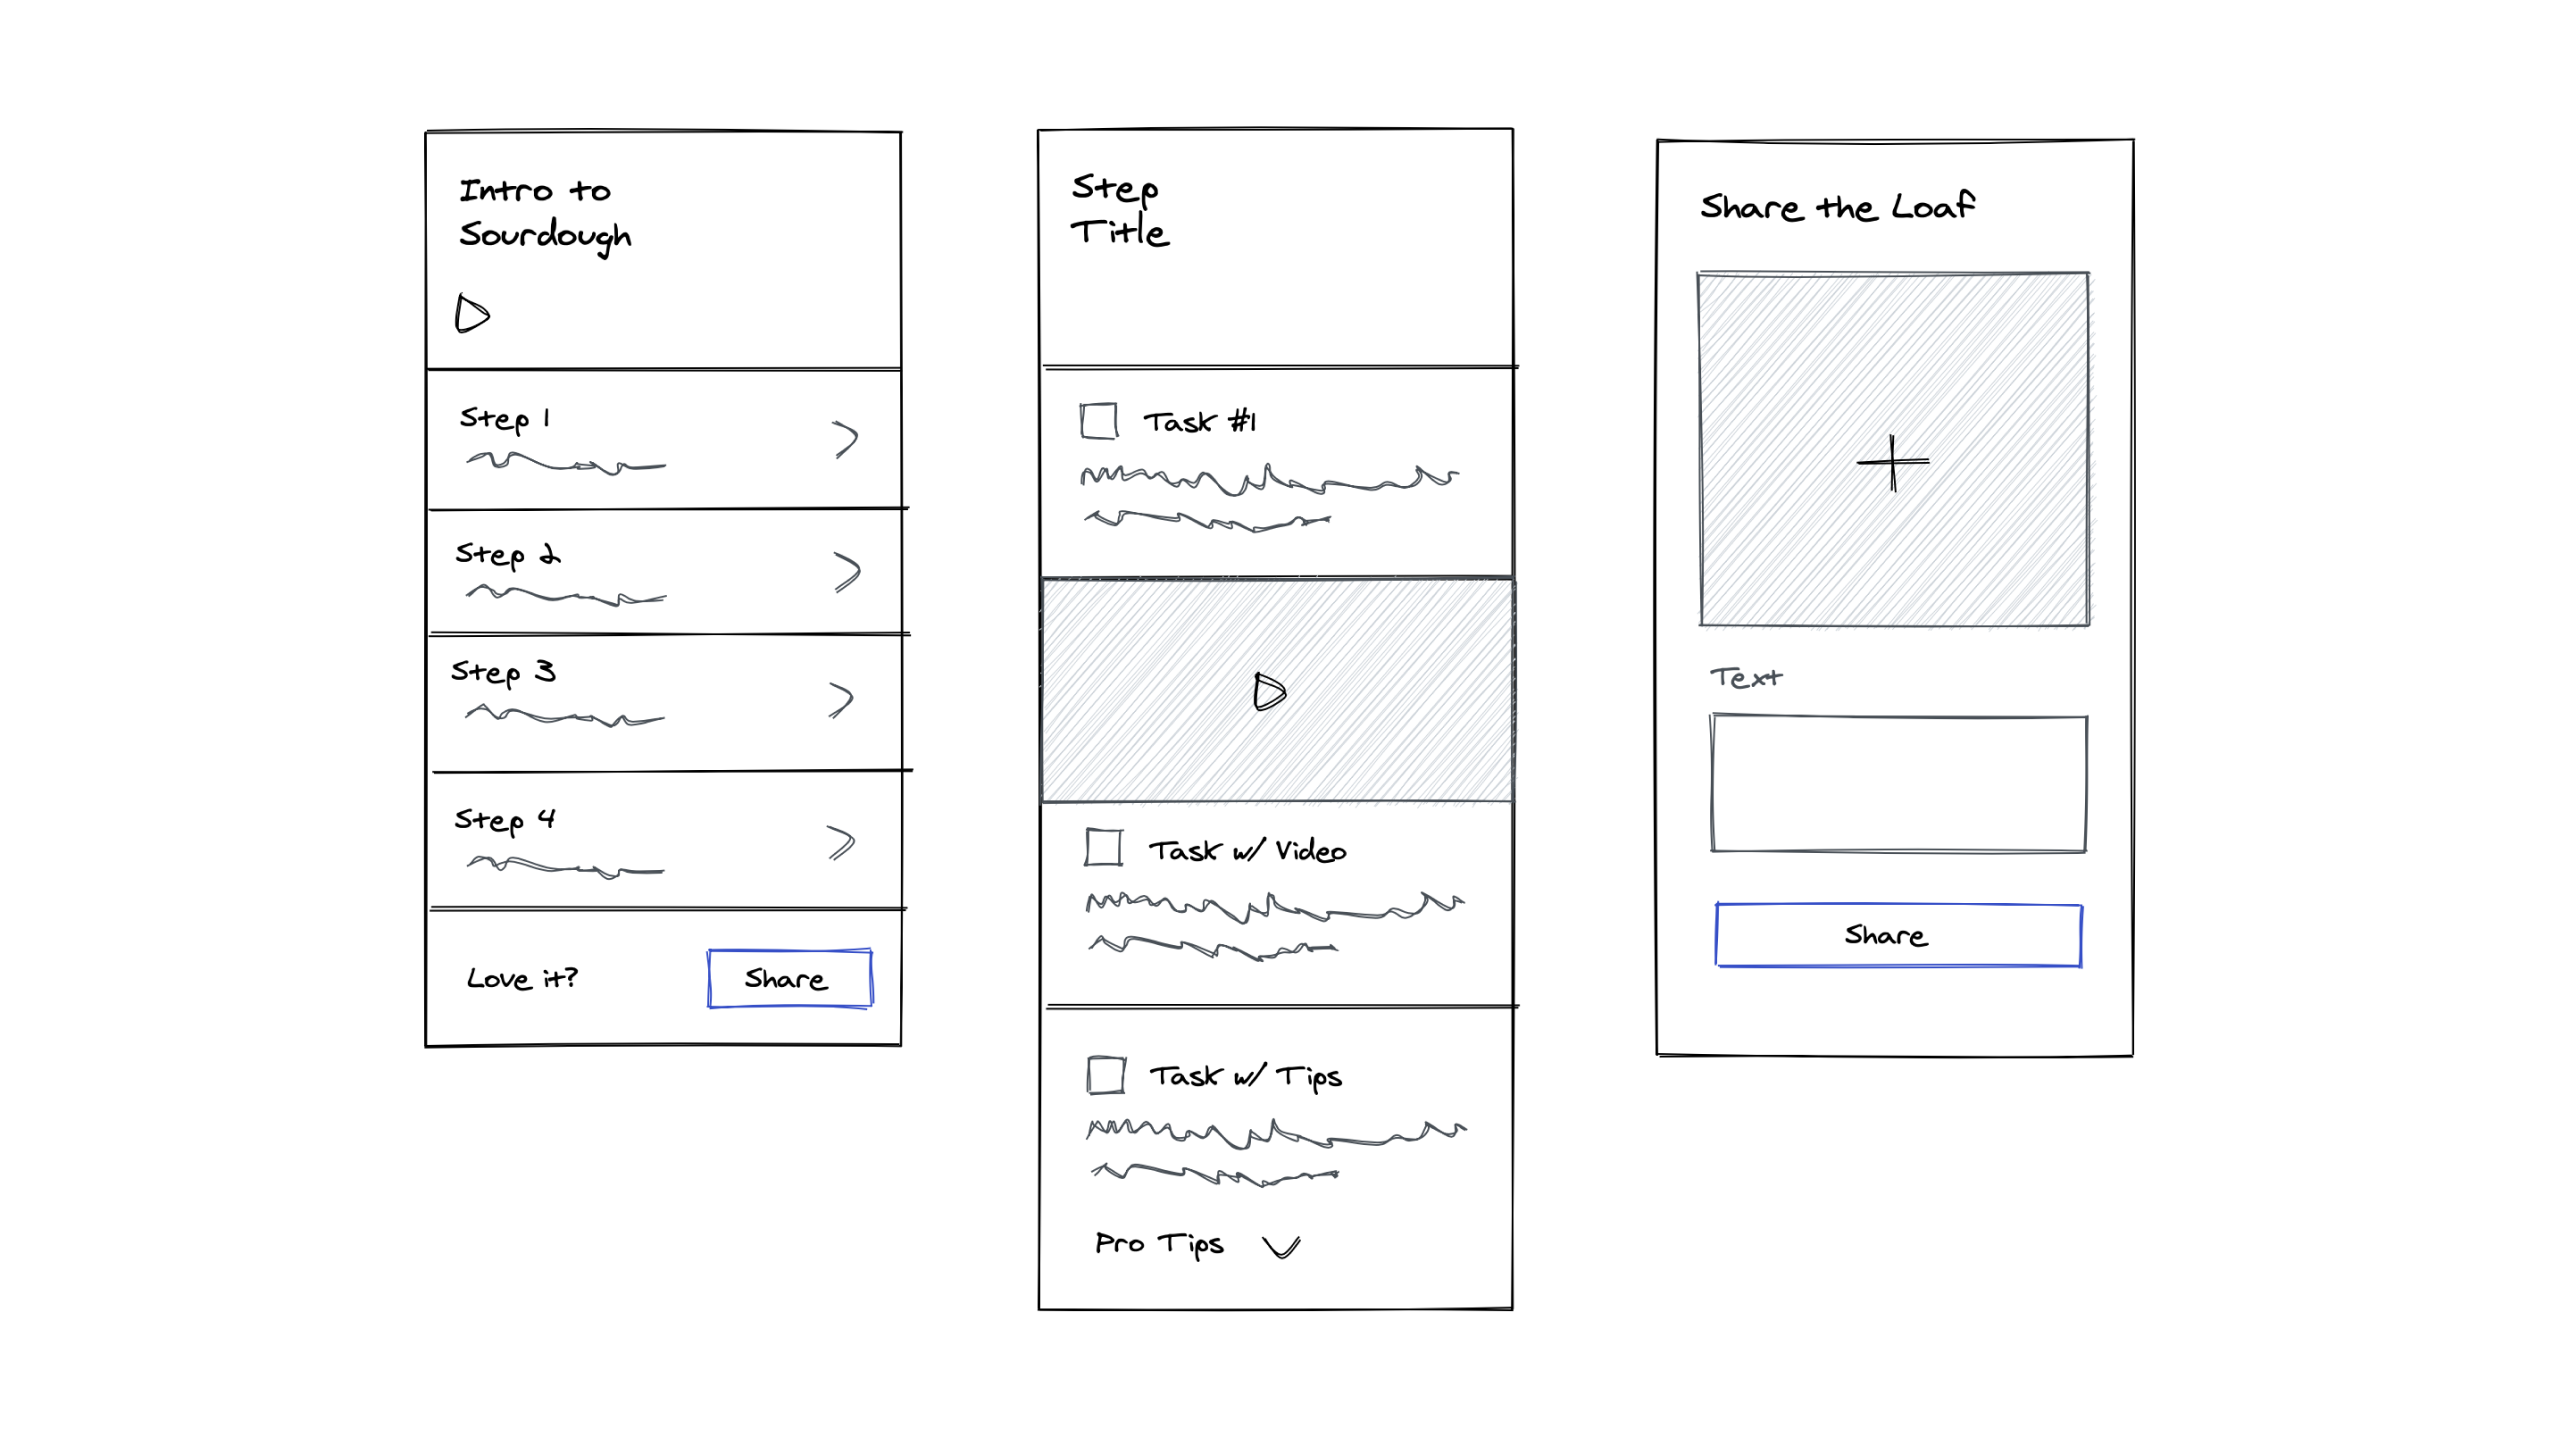 Intro to
Sourdough
Step 1
Step 2
Step 3
Step 4
Love it?
Share
Step
Title
Task #1
Task w/ Video
Task w/ Tips
Pro Tips
Share the Loaf
Text
Share